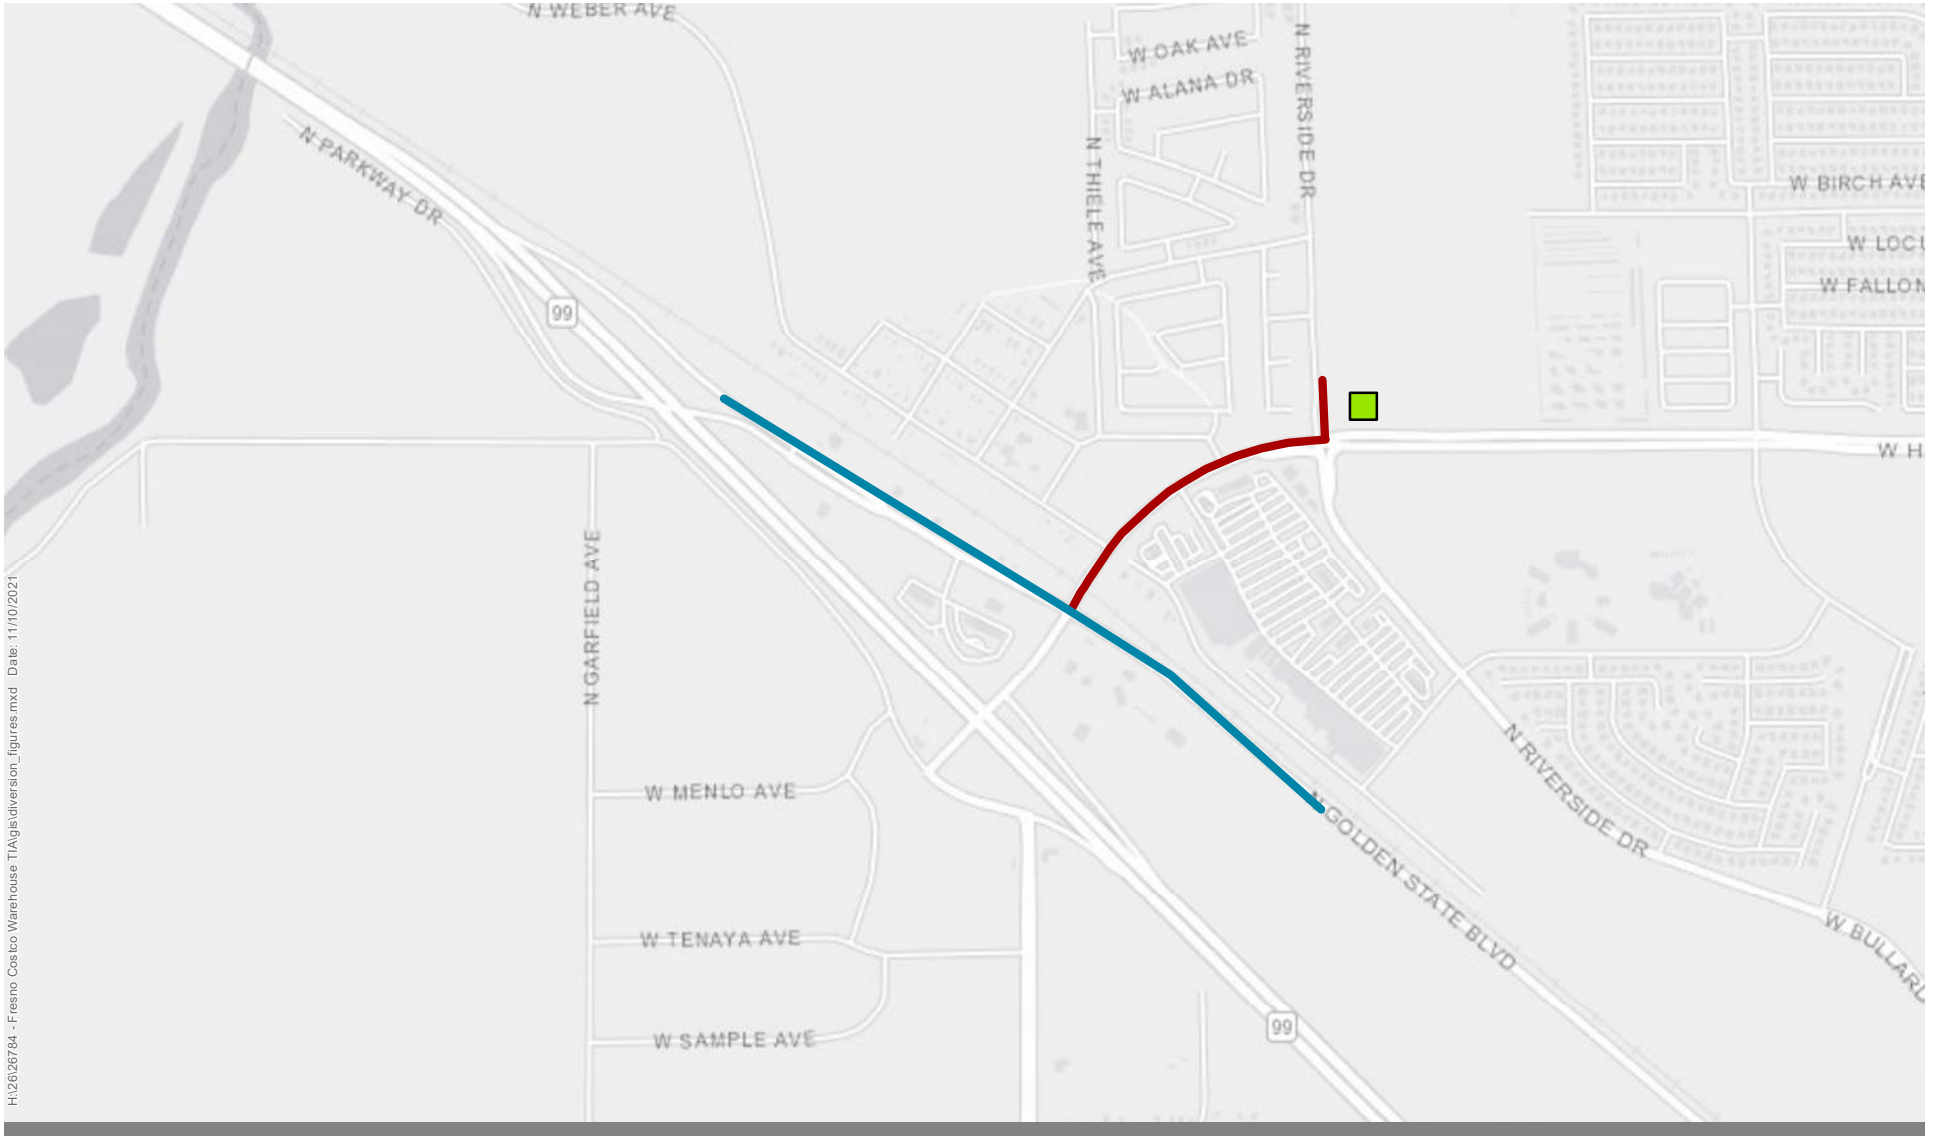 N WEBER AVE
W OAK AVE
W ALANA DR
N RIVERSIDE DR
N THIELE AVE
N PARKWAY DR
W BIRCH AVE
W LOCU
W FALLON
99
W H
N GARFIELD AVE
W MENLO AVE
N RIVERSIDE DR
N GOLDEN STATE BLVD
W TENAYA AVE
W BULLARD
W SAMPLE AVE
99
H:\26\26784 - Fresno Costco Warehouse TIA\gis\diversion_figures.mxd Date: 11/10/2021